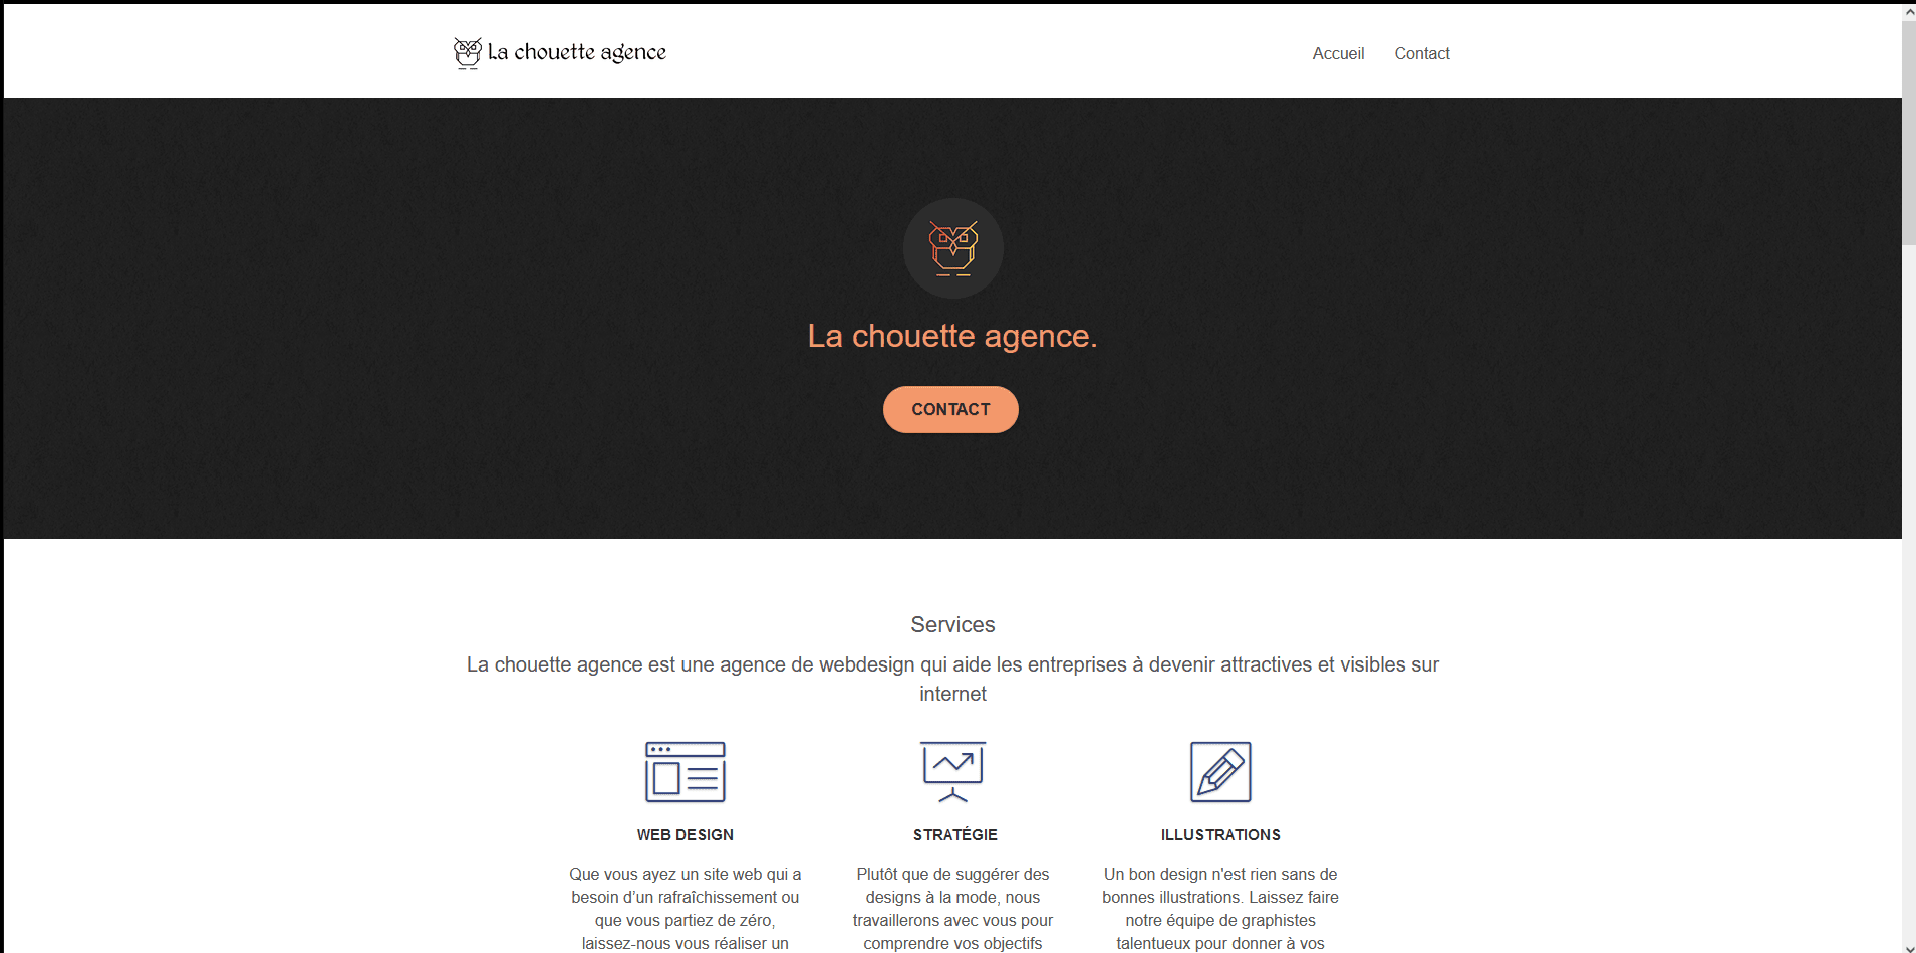 La chouette agence
Accueil
Contact
La chouette agence.
CONTACT
Services
La chouette agence est une agence de webdesign qui aide les entreprises à devenir attractives et visibles sur
internet
WEB DESIGN
Que vous ayez un site web qui a
besoin d’un rafraîchissement ou
que vous partiez de zéro,
laissez-nous vous réaliser un
STRATÉGIE
Plutôt que de suggérer des
designs à la mode, nous
travaillerons avec vous pour
comprendre vos objectifs
ILLUSTRATIONS
Un bon design n'est rien sans de
bonnes illustrations. Laissez faire
notre équipe de graphistes
talentueux pour donner à vos